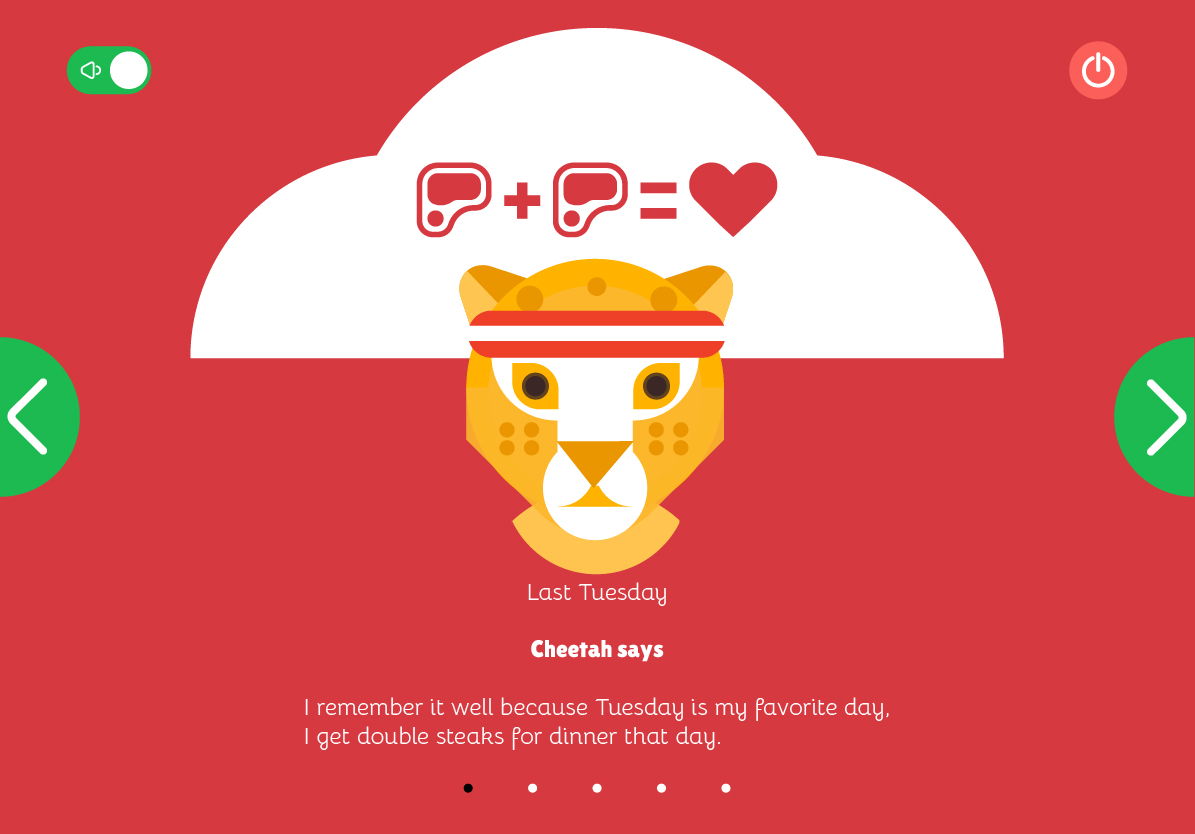 Last Tuesday
Cheetah says
I remember it well because Tuesday is my favorite day,
I get double steaks for dinner that day.